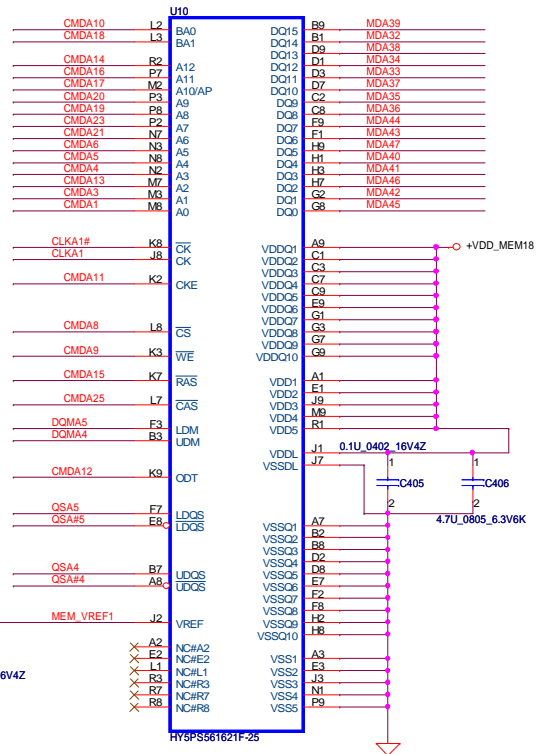 U10
CMDA10 L2 BA0 DQ15 B9 MDA39
CMDA18 L3 BA1 DQ14 B1 MDA32
DQ13 D9 MDA38
CMDA14 R2 A12 DQ12 D1 MDA34
CMDA16 P7 A11 DQ11 D3 MDA33
CMDA17 M2 A10/AP DQ10 D7 MDA37
CMDA20 P3 A9 DQ9 C2 MDA35
CMDA19 P8 A8 DQ8 C8 MDA36
CMDA23 P2 A7 DQ7 F9 MDA44
CMDA21 N7 A6 DQ6 F1 MDA43
CMDA6 N3 A5 DQ5 H9 MDA47
CMDA5 N8 A4 DQ4 H1 MDA40
CMDA4 N2 A3 DQ3 H3 MDA41
CMDA13 M7 A2 DQ2 H7 MDA46
CMDA3 M3 A1 DQ1 G2 MDA42
CMDA1 M8 A0 DQ0 G8 MDA45
CLKA1# K8 CK VDDQ1 A9 +VDD_MEM18
CLKA1 J8 CK VDDQ2 C1
VDDQ3 C3
CMDA11 K2 CKE VDDQ4 C7
VDDQ5 C9
VDDQ6 E9
VDDQ7 G1
CMDA8 L8 CS VDDQ8 G3
VDDQ9 G7
CMDA9 K3 WE VDDQ10 G9
CMDA15 K7 RAS VDD1 A1
VDD2 E1
CMDA25 L7 CAS VDD3 J9
VDD4 M9
DQMA5 F3 LDM VDD5 R1
DQMA4 B3 UDM
VDDL J1 0.1U_0402_16V4Z
VSSDL J7
CMDA12 K9 ODT
1 1
C405 C406
2 2
4.7U_0805_6.3V6K
QSA5 F7 LDQS
QSA#5 E8 LDQS VSSQ1 A7
VSSQ2 B2
VSSQ3 B8
VSSQ4 D2
QSA4 B7 UDQS VSSQ5 D8
QSA#4 A8 UDQS VSSQ6 E7
VSSQ7 F2
VSSQ8 F8
MEM_VREF1 J2 VREF VSSQ9 H2
VSSQ10 H8
A2 NC#A2
E2 NC#E2 VSS1 A3
L1 NC#L1 VSS2 E3
6V4Z R3 NC#R3 VSS3 J3
R7 NC#R7 VSS4 N1
R8 NC#R8 VSS5 P9
HY5PS561621F-25